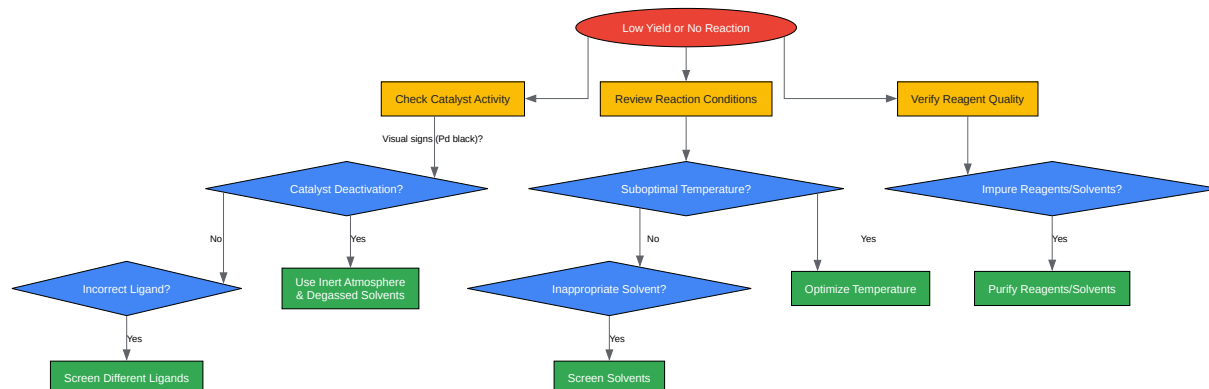 Low Yield or No Reaction
Check Catalyst Activity
Review Reaction Conditions
Verify Reagent Quality
Visual signs (Pd black)?
Catalyst Deactivation?
Suboptimal Temperature?
Impure Reagents/Solvents?
No
Yes
No
Yes
Yes
Incorrect Ligand?
Use Inert Atmosphere
& Degassed Solvents
Inappropriate Solvent?
Optimize Temperature
Purify Reagents/Solvents
Yes
Yes
Screen Different Ligands
Screen Solvents